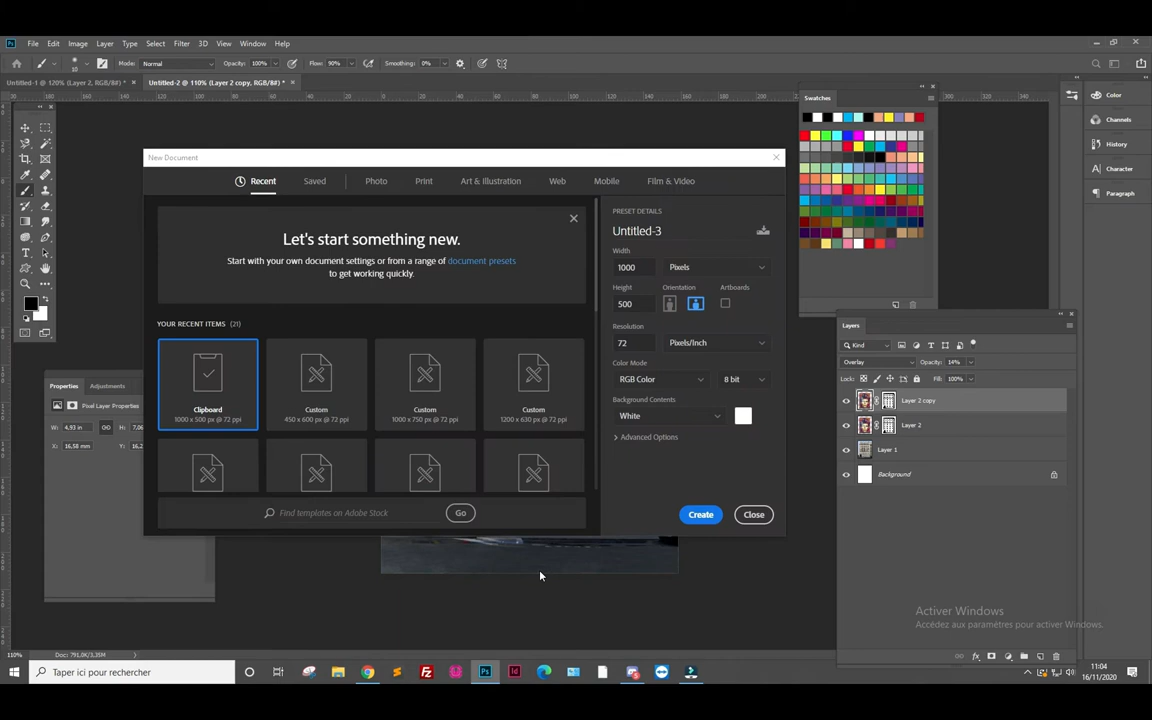 Ps File Edit Image Layer Type Select Filter 3D View Window Help
10 Mode: Normal Opacity: 100% Flow: 90% Smoothing: 0%
Untitled-1 @ 120% (Layer 2, RGB/8#) * × Untitled-2 @ 110% (Layer 2 copy, RGB/8#) * ×
Swatches
Color
Channels
History
Character
Paragraph
New Document
Recent Saved Photo Print Art & Illustration Web Mobile Film & Video
Let's start something new.
Start with your own document settings or from a range of document presets
to get working quickly.
YOUR RECENT ITEMS (21)
Clipboard
1000 x 500 px @ 72 ppi
Custom
450 x 600 px @ 72 ppi
Custom
1000 x 750 px @ 72 ppi
Custom
1200 x 630 px @ 72 ppi
Find templates on Adobe Stock Go
PRESET DETAILS
Untitled-3
Width
1000 Pixels
Height Orientation Artboards
500
Resolution
72 Pixels/Inch
Color Mode
RGB Color 8 bit
Background Contents
White
Advanced Options
Create Close
Properties Adjustments
Pixel Layer Properties
W: 4,93 in H: 7,06
X: 16,58 mm Y: 16,2
Layers
Kind
Overlay Opacity: 14%
Lock: Fill: 100%
Layer 2 copy
Layer 2
Layer 1
Background
Activer Windows
Accédez aux paramètres pour activer Windows.
110% Doc: 791,0K/3,35M
Taper ici pour rechercher
11:04
16/11/2020